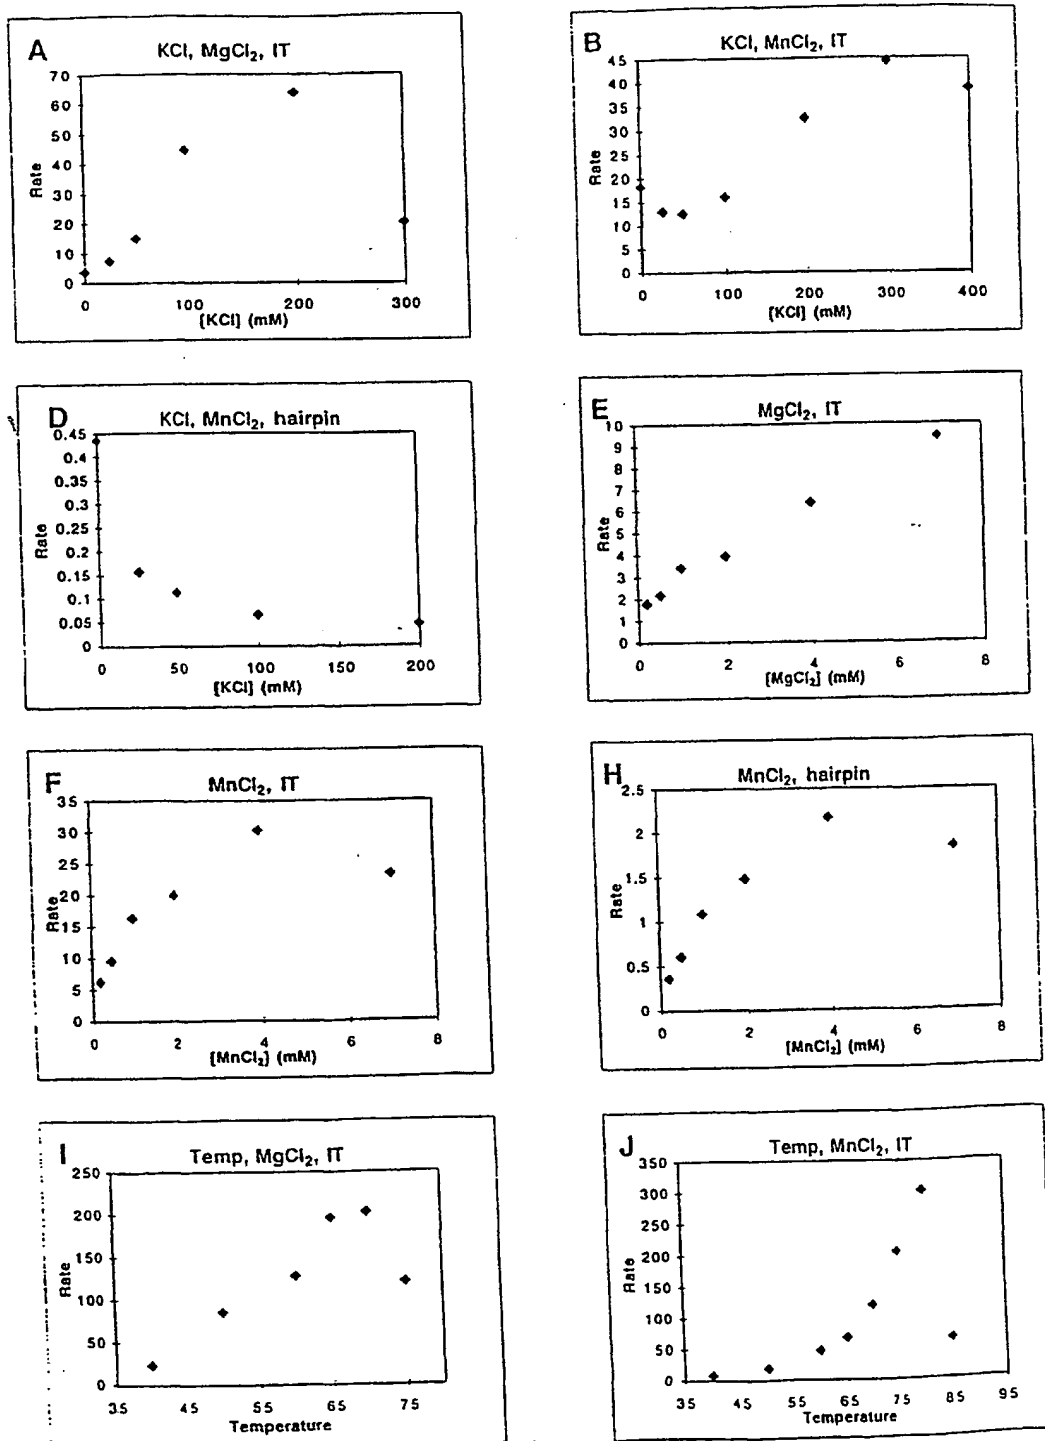 A
KCl, MgCl₂, IT
70
60
50
40
30
20
10
0
Rate
0 100 200 300
[KCl] (mM)
B
KCl, MnCl₂, IT
45
40
35
30
25
20
15
10
5
0
Rate
0 100 200 300 400
[KCl] (mM)
D
KCl, MnCl₂, hairpin
0.45
0.4
0.35
0.3
0.25
0.2
0.15
0.1
0.05
0
Rate
0 50 100 150 200
[KCl] (mM)
E
MgCl₂, IT
10
9
8
7
6
5
4
3
2
1
0
Rate
0 2 4 6 8
[MgCl₂] (mM)
F
MnCl₂, IT
35
30
25
20
15
10
5
0
Rate
0 2 4 6 8
[MnCl₂] (mM)
H
MnCl₂, hairpin
2.5
2
1.5
1
0.5
0
Rate
0 2 4 6 8
[MnCl₂] (mM)
I
Temp, MgCl₂, IT
250
200
150
100
50
0
Rate
35 45 55 65 75
Temperature
J
Temp, MnCl₂, IT
350
300
250
200
150
100
50
0
Rate
35 45 55 65 75 85 95
Temperature